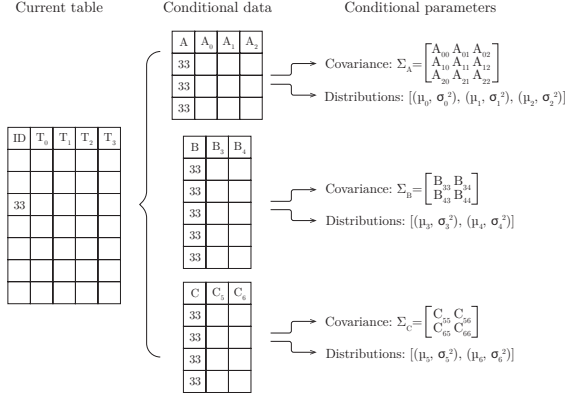 Current table
Conditional data
Conditional parameters
ID T₀ T₁ T₂ T₃
33
A A₀ A₁ A₂
33
33
33
Covariance: Σ_A=[A₀₀ A₀₁ A₀₂
A₁₀ A₁₁ A₁₂
A₂₀ A₂₁ A₂₂]
Distributions: [(μ₀, σ₀²), (μ₁, σ₁²), (μ₂, σ₂²)]
B B₃ B₄
33
33
33
33
33
Covariance: Σ_B=[B₃₃ B₃₄
B₄₃ B₄₄]
Distributions: [(μ₃, σ₃²), (μ₄, σ₄²)]
C C₅ C₆
33
33
33
33
Covariance: Σ_C=[C₅₅ C₅₆
C₆₅ C₆₆]
Distributions: [(μ₅, σ₅²), (μ₆, σ₆²)]